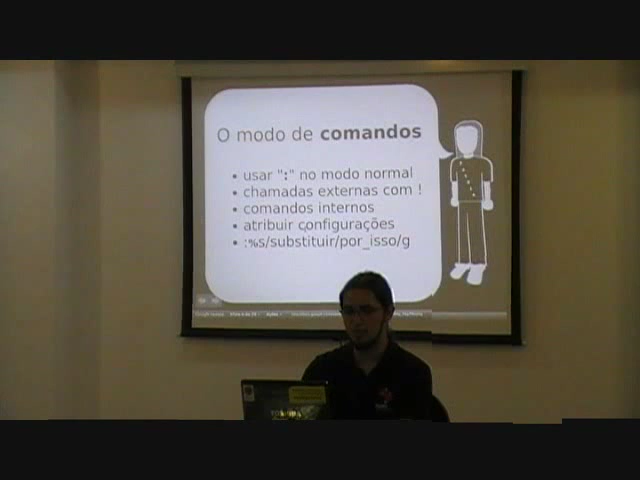 O modo de comandos
• usar ":" no modo normal
• chamadas externas com !
• comandos internos
• atribuir configurações
• :%s/substituir/por_isso/g